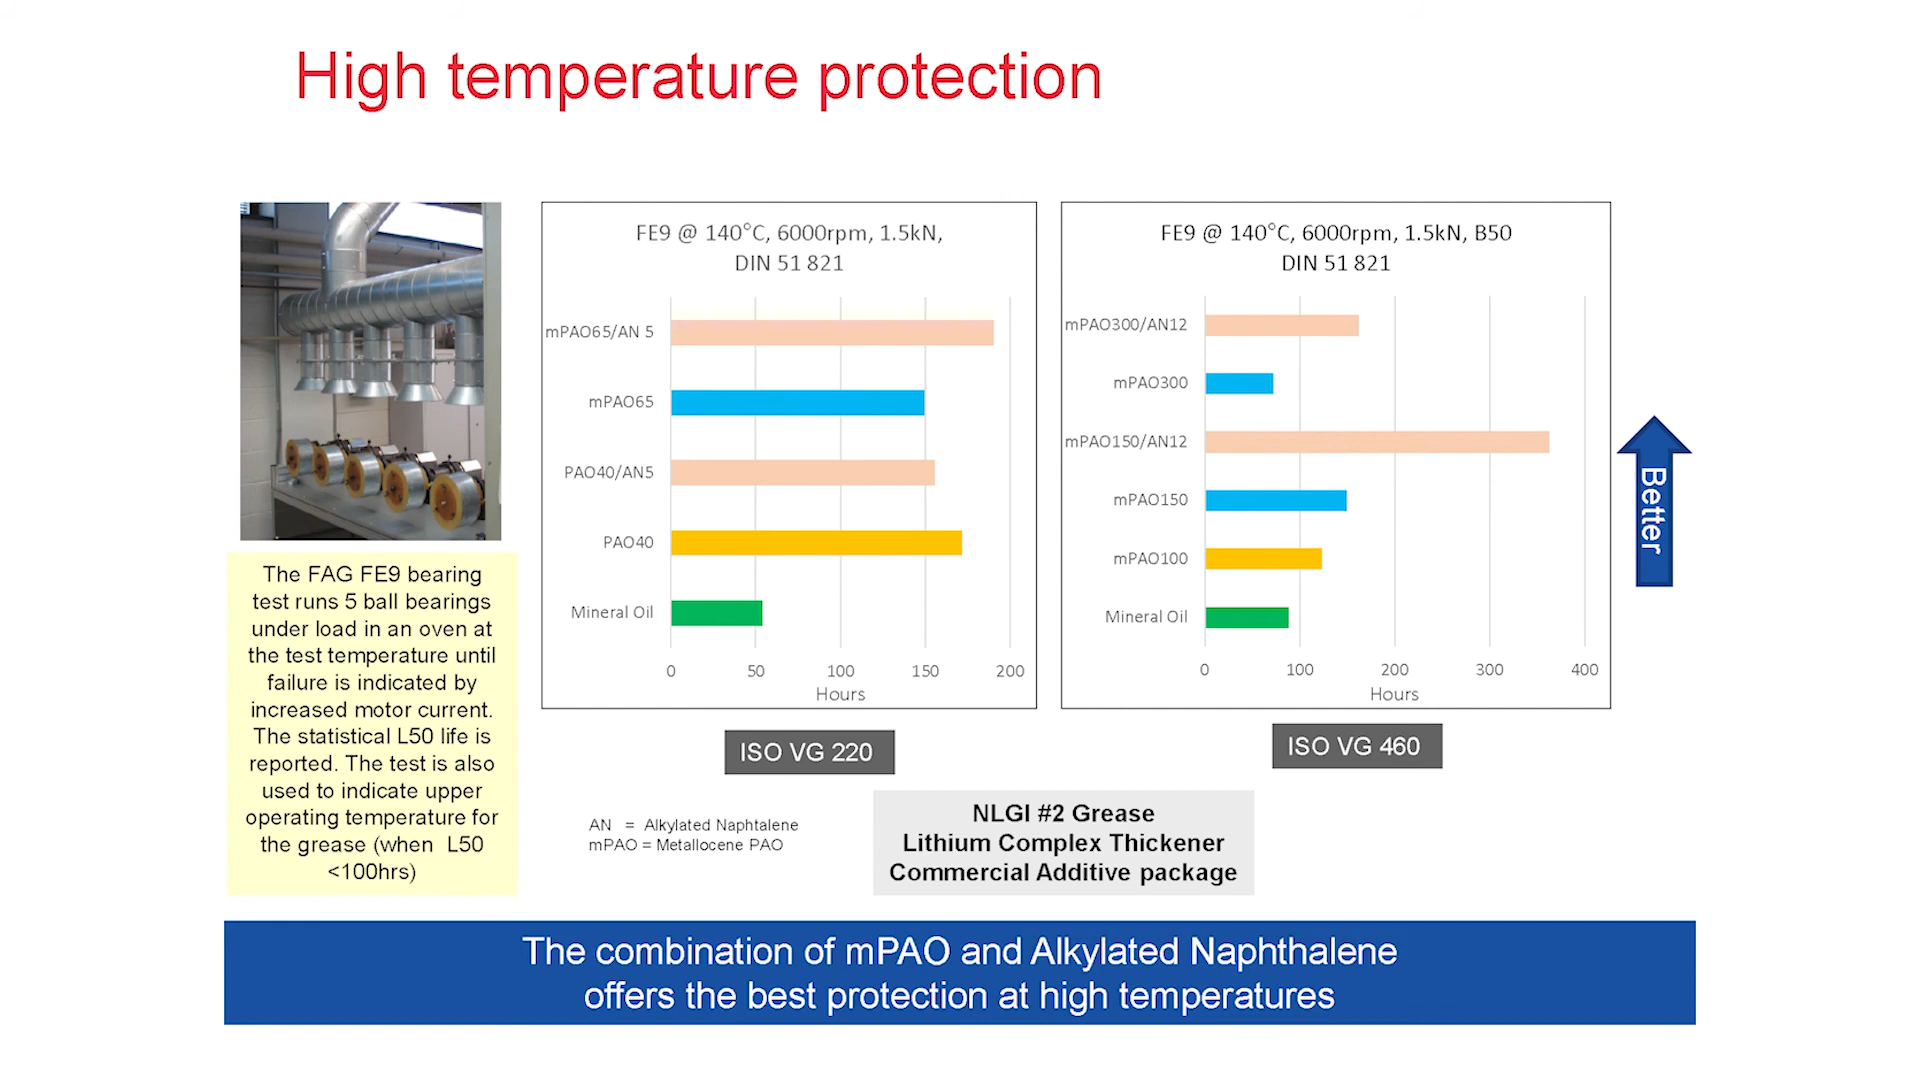 High temperature protection
The FAG FE9 bearing
test runs 5 ball bearings
under load in an oven at
the test temperature until
failure is indicated by
increased motor current.
The statistical L50 life is
reported. The test is also
used to indicate upper
operating temperature for
the grease (when L50
<100hrs)
FE9 @ 140°C, 6000rpm, 1.5kN,
DIN 51 821
mPAO65/AN 5
mPAO65
PAO40/AN5
PAO40
Mineral Oil
0 50 100 150 200
Hours
ISO VG 220
FE9 @ 140°C, 6000rpm, 1.5kN, B50
DIN 51 821
mPAO300/AN12
mPAO300
mPAO150/AN12
mPAO150
mPAO100
Mineral Oil
0 100 200 300 400
Hours
ISO VG 460
Better
AN = Alkylated Naphtalene
mPAO = Metallocene PAO
NLGI #2 Grease
Lithium Complex Thickener
Commercial Additive package
The combination of mPAO and Alkylated Naphthalene
offers the best protection at high temperatures